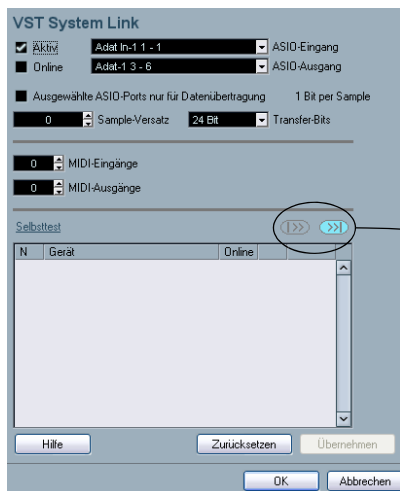 VST System Link
Aktiv Adat In-1 1 - 1 ASIO-Eingang
Online Adat-1 3 - 6 ASIO-Ausgang
Ausgewählte ASIO-Ports nur für Datenübertragung 1 Bit per Sample
0 Sample-Versatz 24 Bit Transfer-Bits
0 MIDI-Eingänge
0 MIDI-Ausgänge
Selbsttest
N Gerät Online
Hilfe Zurücksetzen Übernehmen
OK Abbrechen